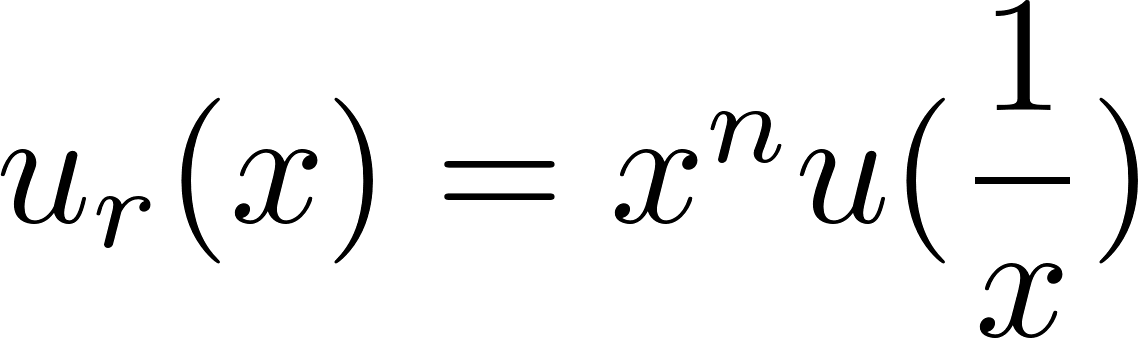 u_r(x) = x^n u(\frac{1}{x})